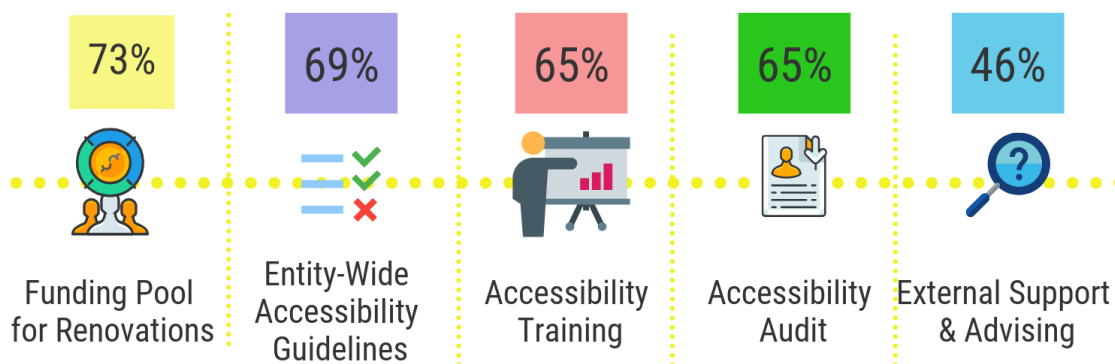 73%
69%
65%
65%
46%
?
Funding Pool
for Renovations
Entity-Wide
Accessibility
Guidelines
Accessibility
Training
Accessibility
Audit
External Support
& Advising